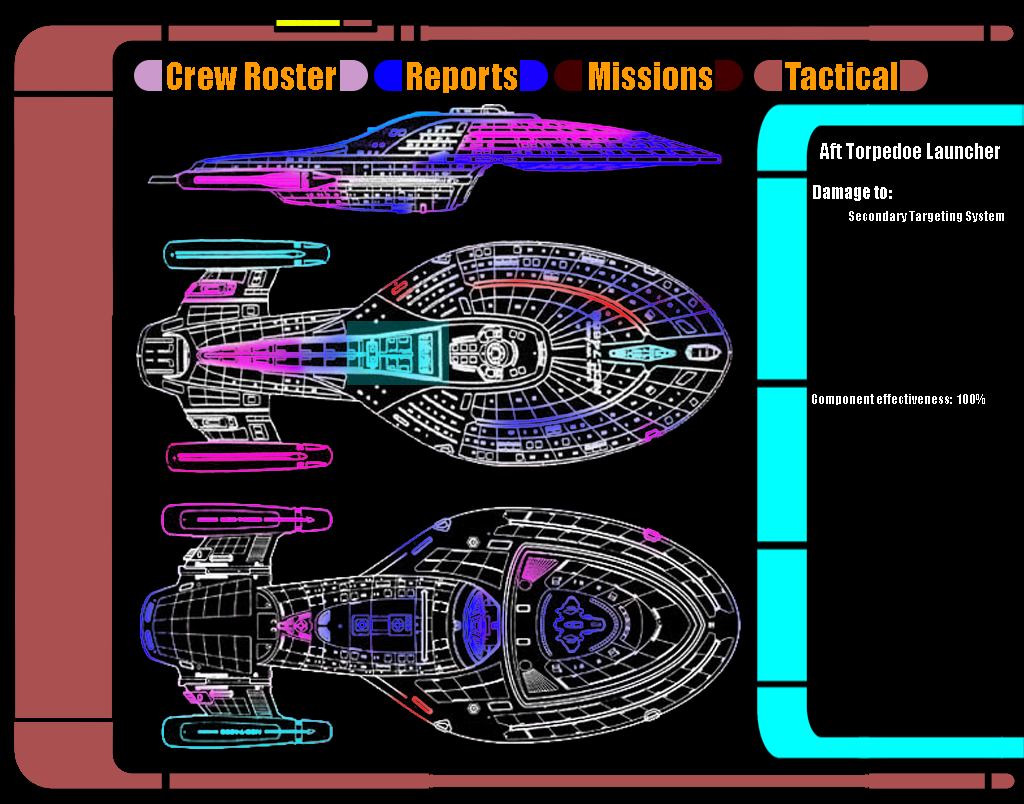 Crew Roster Reports Missions Tactical
Aft Torpedoe Launcher
Damage to:
Secondary Targeting System
Component effectiveness: 100%